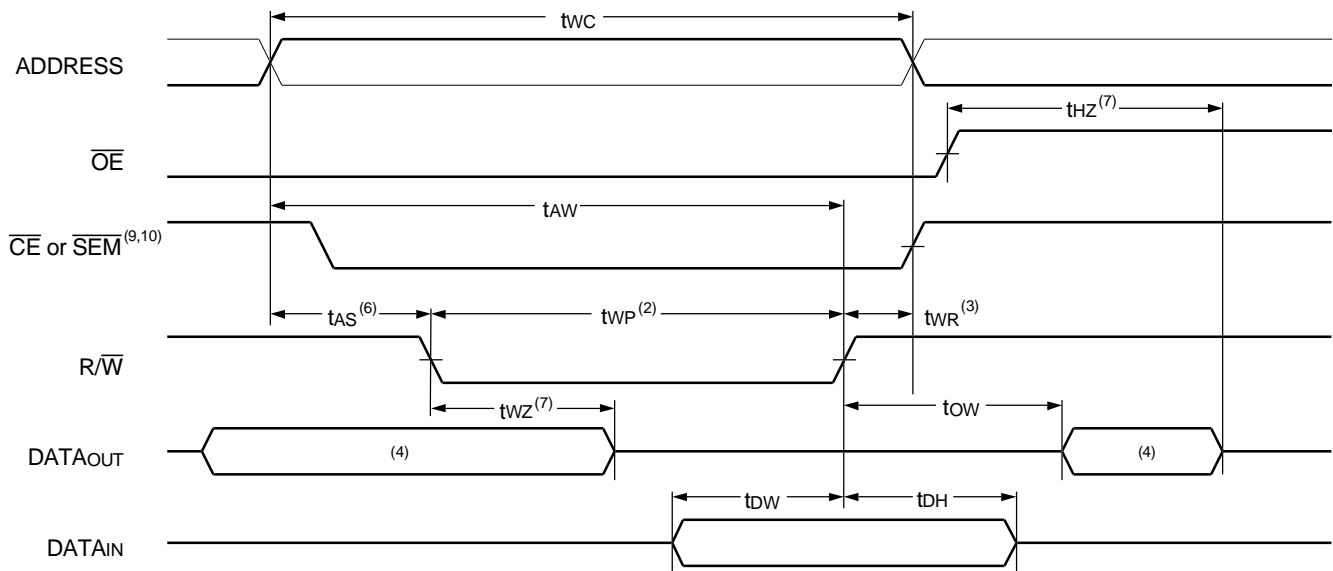 tWC
ADDRESS
tHZ(7)
OE
tAW
CE or SEM(9,10)
tAS(6)
tWP(2)
tWR(3)
R/W
tWZ(7)
tOW
DATAOUT
(4)
(4)
tDW
tDH
DATAIN